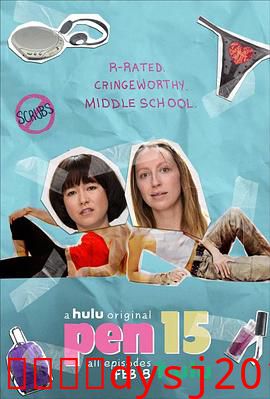 R-RATED.
CRINGEWORTHY.
MIDDLE SCHOOL.
SCRUBS
a hulu original
pen15
all episodes
FEB 8
dysj20